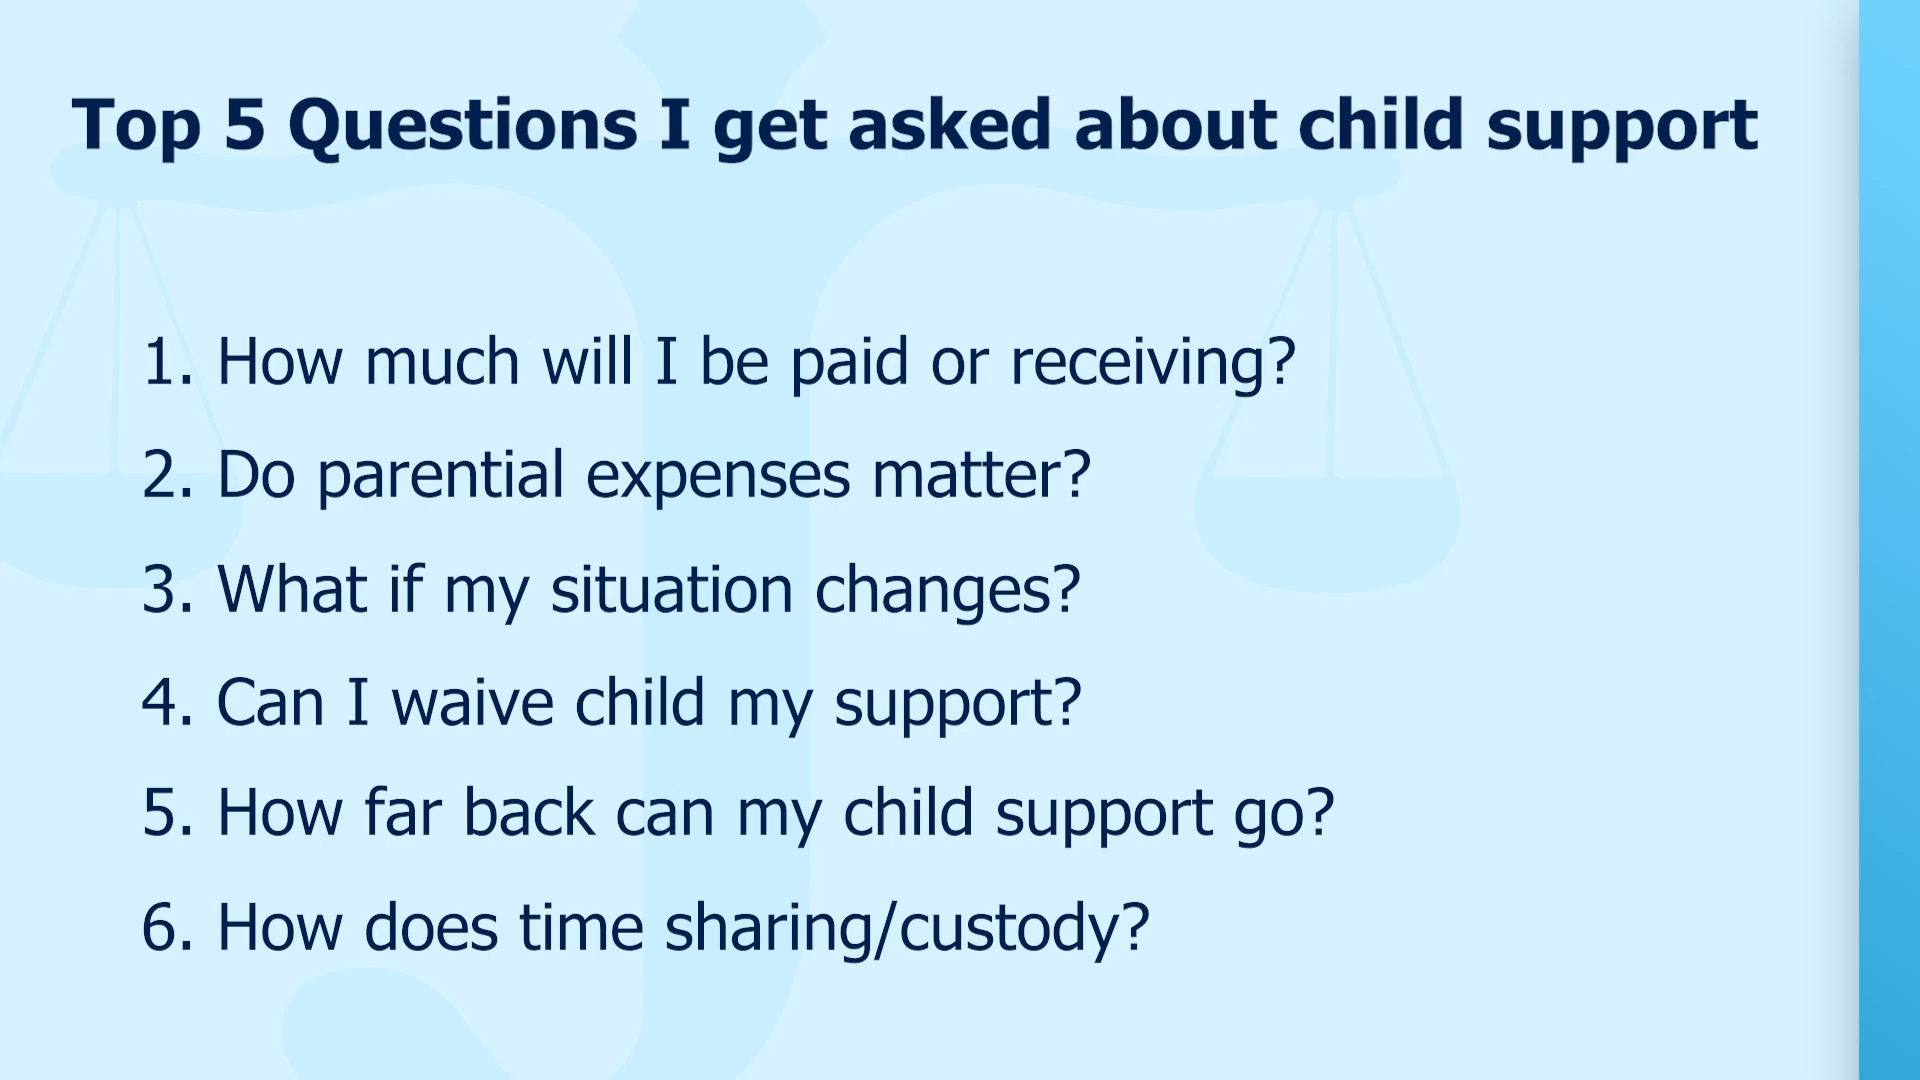 Top 5 Questions I get asked about child support
1. How much will I be paid or receiving?
2. Do parential expenses matter?
3. What if my situation changes?
4. Can I waive child my support?
5. How far back can my child support go?
6. How does time sharing/custody?